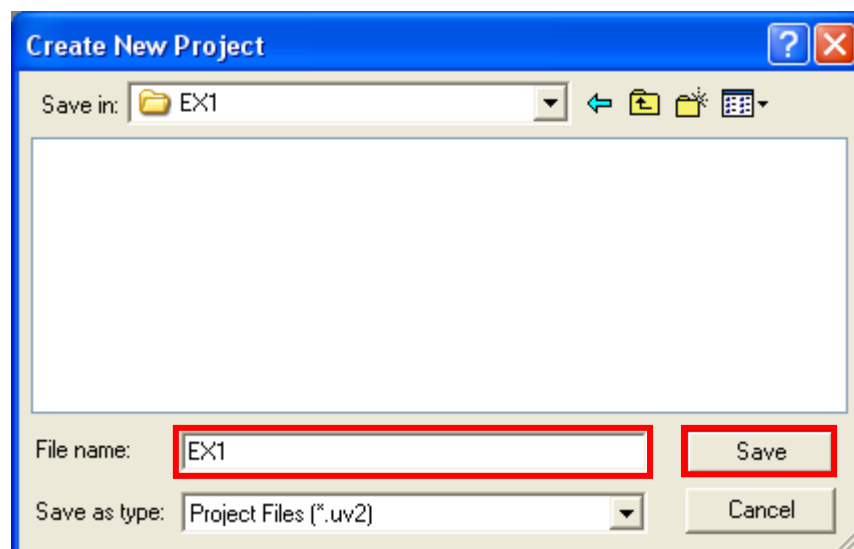 Create New Project
Save in: EX1
File name: EX1 Save
Save as type: Project Files (*.uv2) Cancel